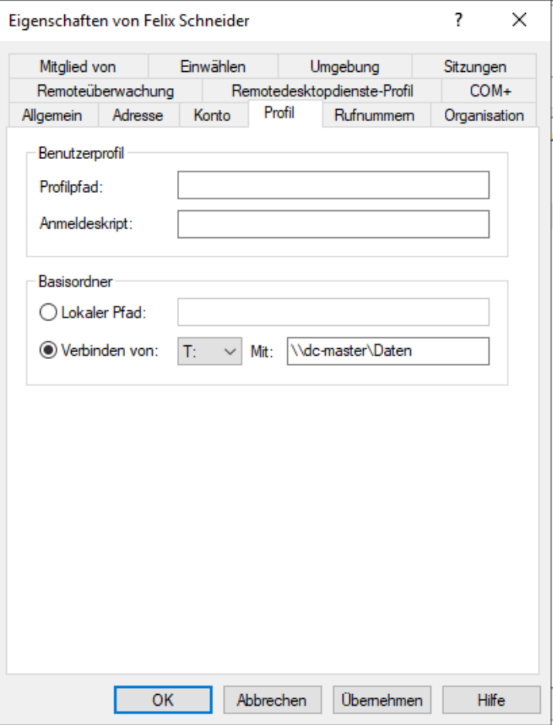 Eigenschaften von Felix Schneider ? ×
Mitglied von Einwählen Umgebung Sitzungen
Remoteüberwachung Remotedesktopdienste-Profil COM+
Allgemein Adresse Konto Profil Rufnummern Organisation
Benutzerprofil
Profilpfad:
Anmeldeskript:
Basisordner
Lokaler Pfad:
Verbinden von: T: Mit: \\dc-master\Daten
OK Abbrechen Übernehmen Hilfe